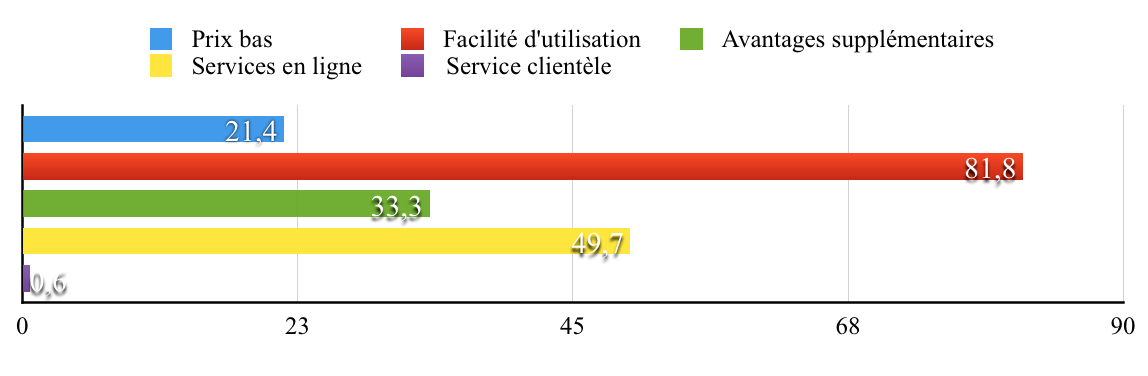 Prix bas Facilité d'utilisation Avantages supplémentaires
Services en ligne Service clientèle
21,4
81,8
33,3
49,7
0,6
0 23 45 68 90